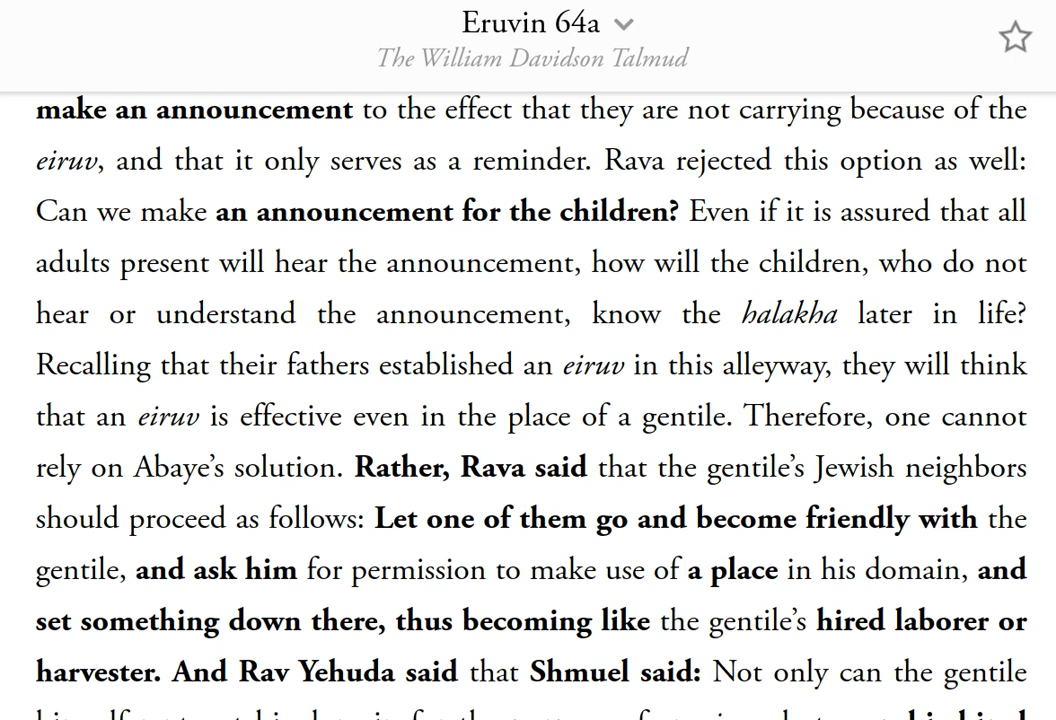 Eruvin 64a
The William Davidson Talmud
make an announcement to the effect that they are not carrying because of the
eiruv, and that it only serves as a reminder. Rava rejected this option as well:
Can we make an announcement for the children? Even if it is assured that all
adults present will hear the announcement, how will the children, who do not
hear or understand the announcement, know the halakha later in life?
Recalling that their fathers established an eiruv in this alleyway, they will think
that an eiruv is effective even in the place of a gentile. Therefore, one cannot
rely on Abaye’s solution. Rather, Rava said that the gentile’s Jewish neighbors
should proceed as follows: Let one of them go and become friendly with the
gentile, and ask him for permission to make use of a place in his domain, and
set something down there, thus becoming like the gentile’s hired laborer or
harvester. And Rav Yehuda said that Shmuel said: Not only can the gentile